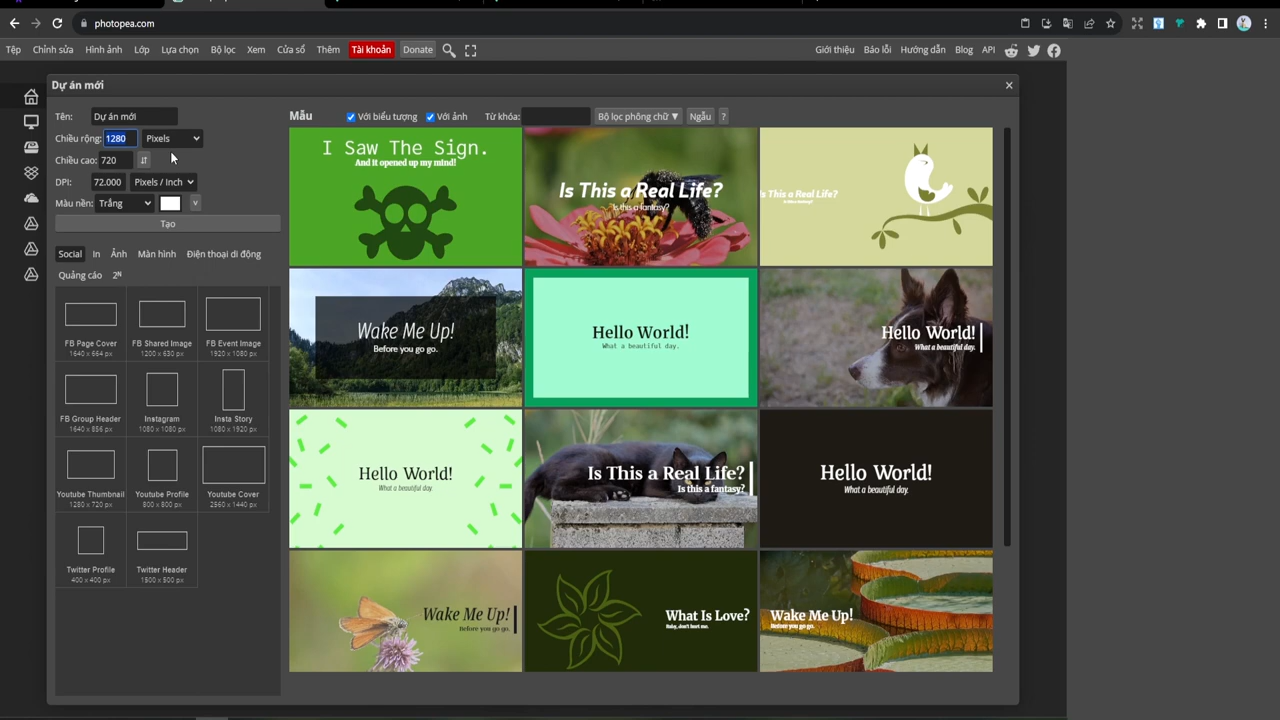 photopea.com
Tệp Chỉnh sửa Hình ảnh Lớp Lựa chọn Bộ lọc Xem Cửa sổ Thêm Tài khoản Donate
Giới thiệu Báo lỗi Hướng dẫn Blog API
Dự án mới
Tên: Dự án mới
Chiều rộng: 1280 Pixels
Chiều cao: 720
DPI: 72.000 Pixels / Inch
Màu nền: Trắng
Tạo
Social In Ảnh Màn hình Điện thoại di động
Quảng cáo 2ᴺ
FB Page Cover FB Shared Image FB Event Image
1640 x 664 px 1200 x 630 px 1920 x 1080 px
FB Group Header Instagram Insta Story
1640 x 856 px 1080 x 1080 px 1080 x 1920 px
Youtube Thumbnail Youtube Profile Youtube Cover
1280 x 720 px 800 x 800 px 2560 x 1440 px
Twitter Profile Twitter Header
400 x 400 px 1500 x 500 px
Mẫu Với biểu tượng Với ảnh Từ khóa: Bộ lọc phông chữ ▼ Ngẫu ?
I Saw The Sign.
And it opened up my mind!
Is This a Real Life?
Is this a fantasy?
Is This a Real Life?
Wake Me Up!
Before you go go.
Hello World!
What a beautiful day.
Hello World!
What a beautiful day.
Hello World!
What a beautiful day.
Is This a Real Life?
Is this a fantasy?
Hello World!
What a beautiful day.
Wake Me Up!
Before you go go.
What Is Love?
Baby, don't hurt me.
Wake Me Up!
Before you go go.